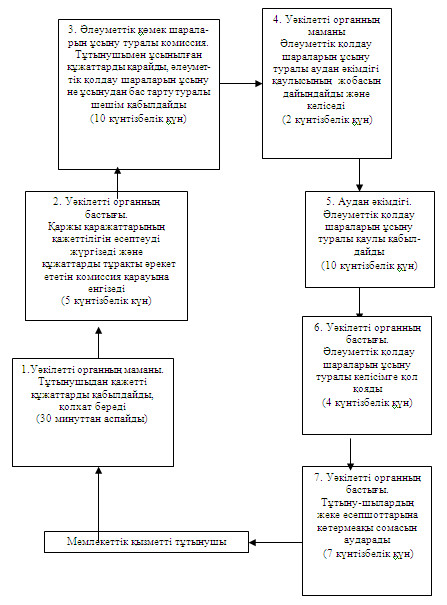 3. Әлеуметтік көмек шарала-
рын ұсыну туралы комиссия.
Тұтынушымен ұсынылған
құжаттарды қарайды, әлеумет-
тік қолдау шараларын ұсыну
не ұсынудан бас тарту туралы
шешім қабылдайды
(10 күнтізбелік күн)
4. Уәкілетті органның
маманы
Әлеуметтік қолдау
шараларын ұсыну
туралы аудан әкімдігі
қаулысының жобасын
дайындайды және
келіседі
(2 күнтізбелік күн)
2. Уәкілетті органның
бастығы.
Қаржы қаражаттарының
қажеттілігін есептеуді
жүргізеді және
құжаттарды тұрақты әрекет
ететін комиссия қарауына
енгізеді
(5 күнтізбелік күн)
5. Аудан әкімдігі.
Әлеуметтік қолдау
шараларын ұсыну
туралы қаулы қабыл-
дайды
(10 күнтізбелік күн)
6. Уәкілетті органның
бастығы.
Әлеуметтік қолдау
шараларын ұсыну
туралы келісімге қол
қояды
(4 күнтізбелік күн)
1.Уәкілетті органның маманы.
Тұтынушыдан қажетті
құжаттарды қабылдайды,
қолхат береді
(30 минуттан аспайды)
7. Уәкілетті органның
бастығы.
Тұтыну-шылардың
жеке есепшоттарына
көтермеақы сомасын
аударады
(7 күнтізбелік күн)
Мемлекеттік қызметті тұтынушы